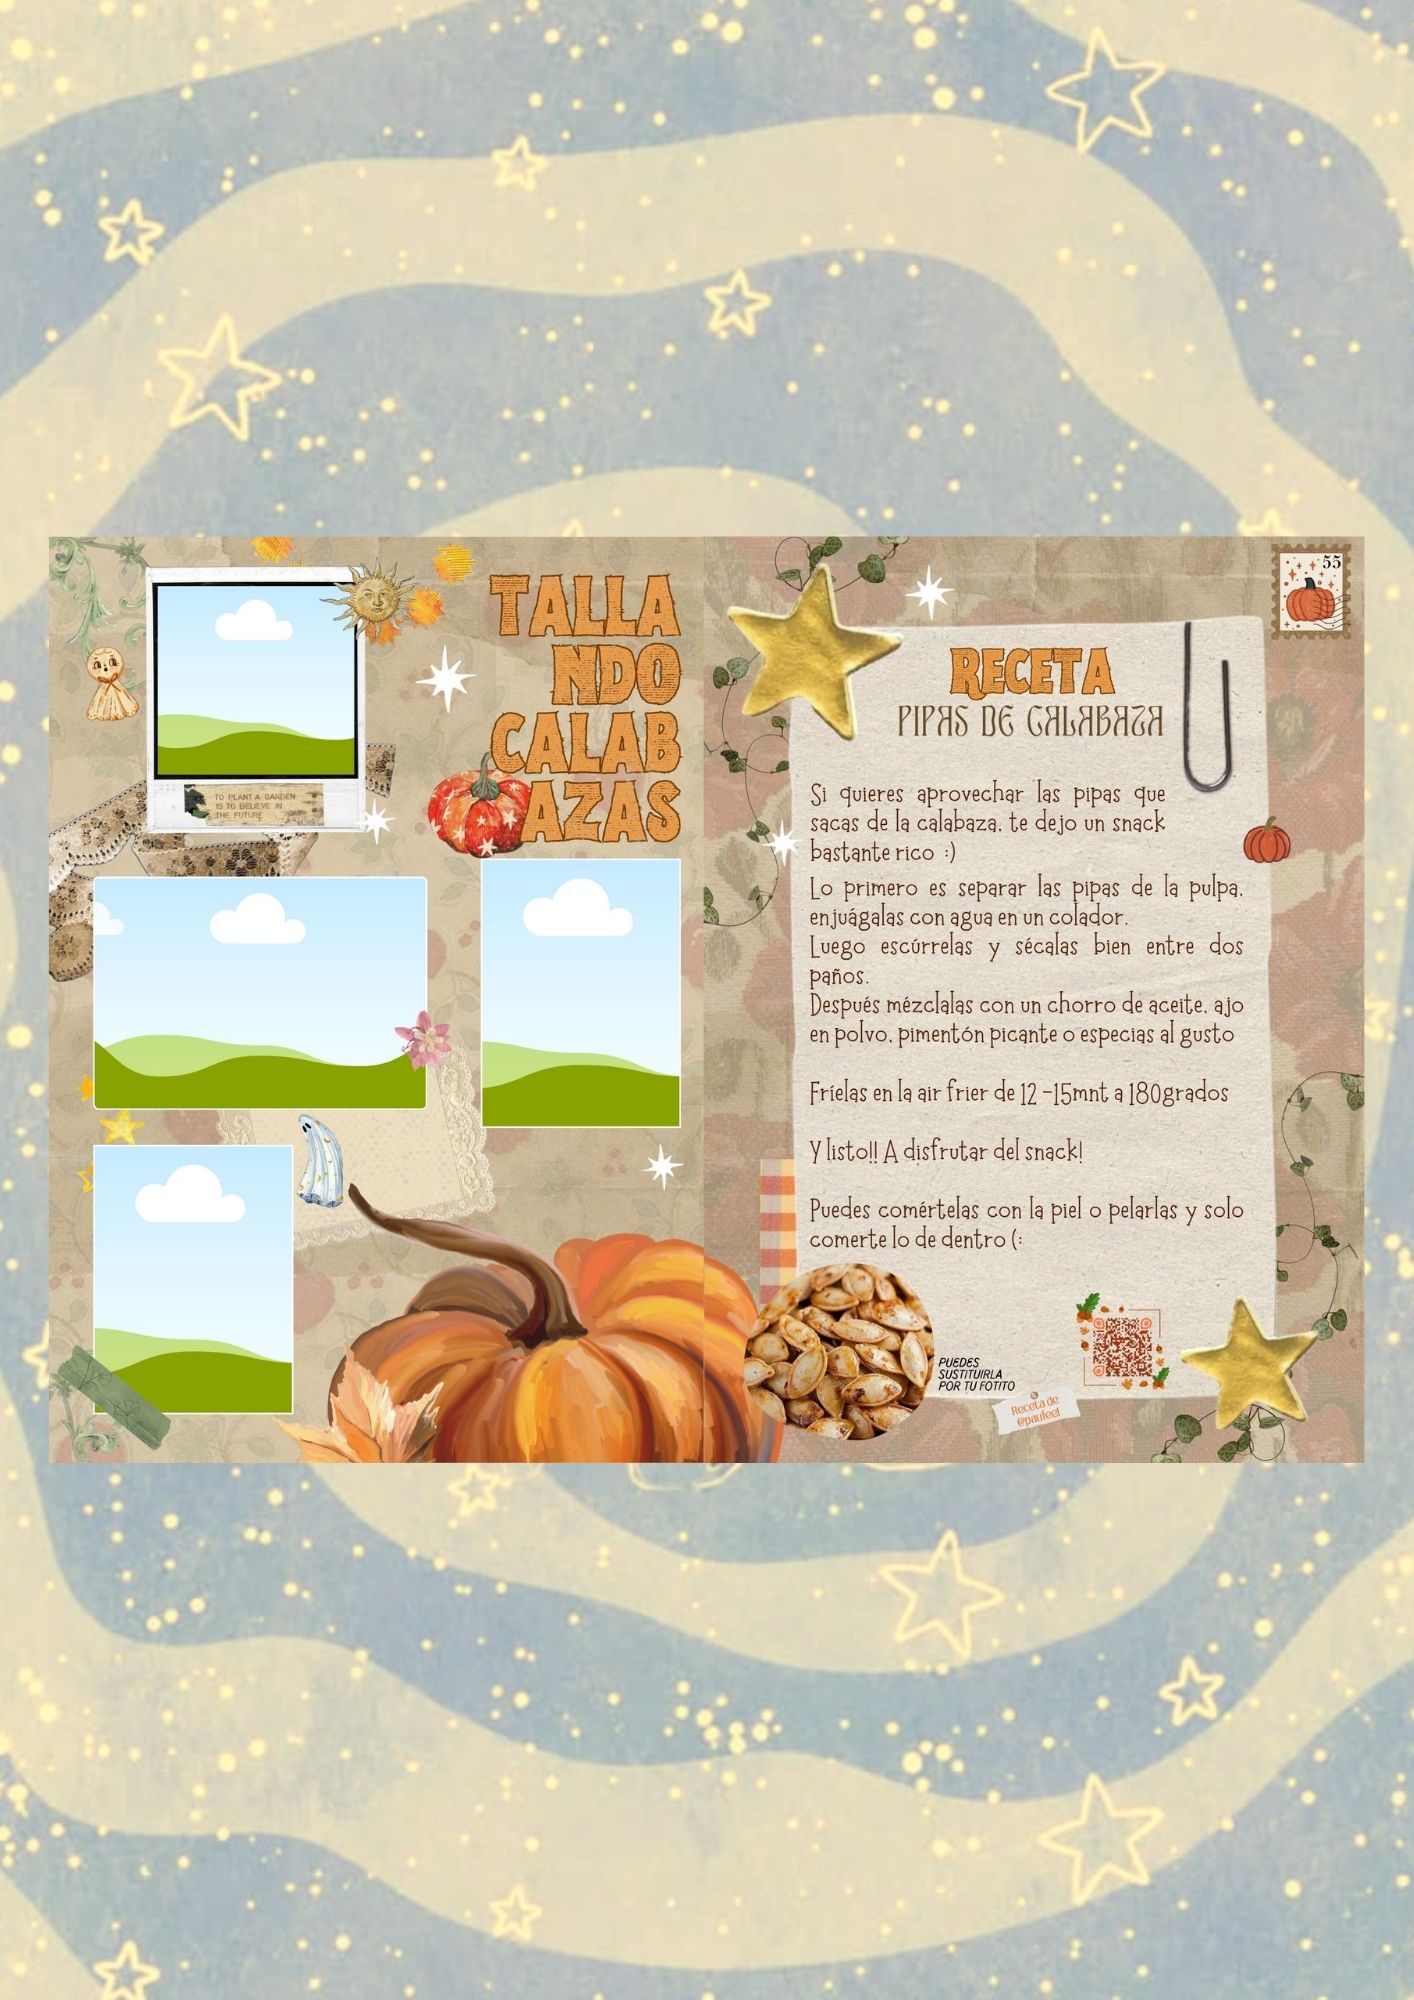 TALLA
NDO
CALAB
AZAS
TO PLANT A GARDEN
IS TO BELIEVE IN
THE FUTURE
55
RECETA
PIPAS DE CALABAZA
Si quieres aprovechar las pipas que
sacas de la calabaza, te dejo un snack
bastante rico :)
Lo primero es separar las pipas de la pulpa,
enjuágalas con agua en un colador.
Luego escúrrelas y sécalas bien entre dos
paños.
Después mézclalas con un chorro de aceite, ajo
en polvo, pimentón picante o especias al gusto
Fríelas en la air frier de 12 -15mnt a 180grados
Y listo!! A disfrutar del snack!
Puedes comértelas con la piel o pelarlas y solo
comerte lo de dentro (:
PUEDES
SUSTITUIRLA
POR TU FOTITO
Receta de
@paufeel